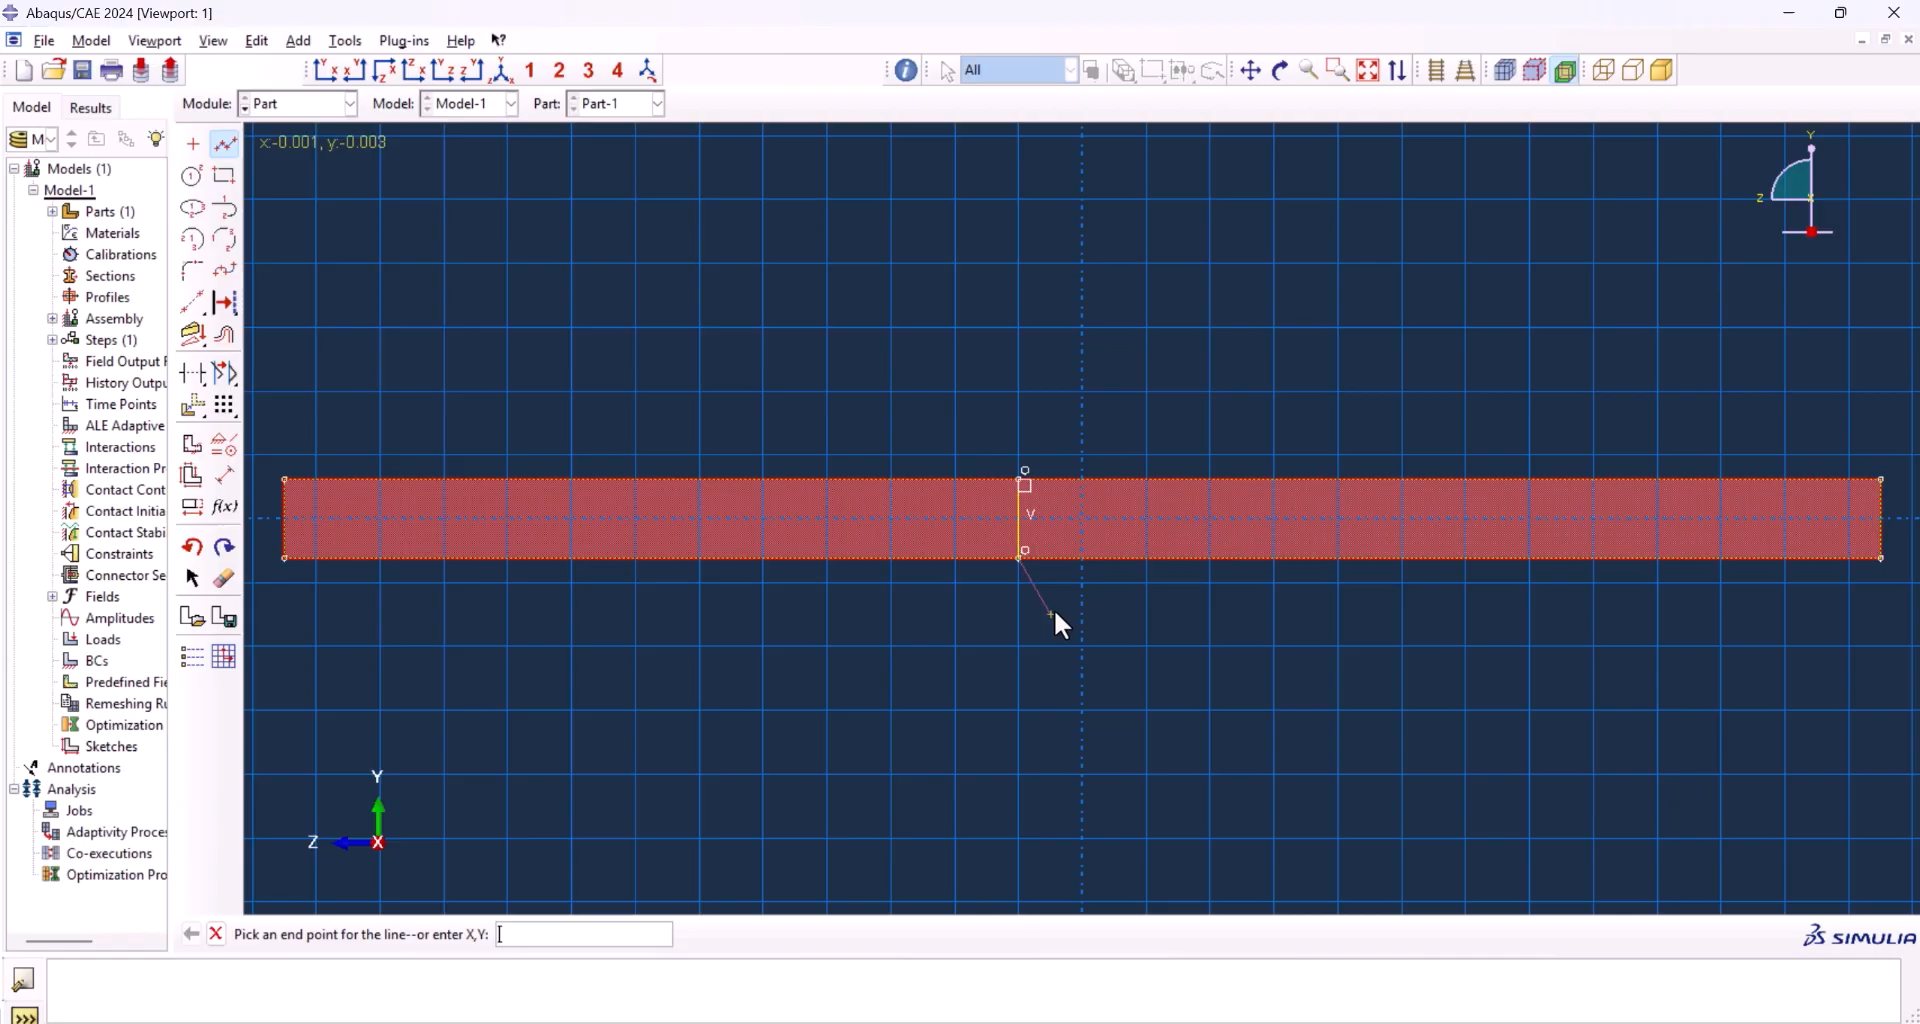 Abaqus/CAE 2024 [Viewport: 1]
File Model Viewport View Edit Add Tools Plug-ins Help
1 2 3 4 All
Model Results Module: Part Model: Model-1 Part: Part-1
M
x:-0.001, y:-0.003
Models (1)
Model-1
Parts (1)
Materials
Calibrations
Sections
Profiles
Assembly
Steps (1)
Field Output R
History Outpu
Time Points
ALE Adaptive
Interactions
Interaction Pr
Contact Cont
Contact Initia
Contact Stabi
Constraints
Connector Se
Fields
Amplitudes
Loads
BCs
Predefined Fie
Remeshing Ru
Optimization
Sketches
Annotations
Analysis
Jobs
Adaptivity Proce
Co-executions
Optimization Pro
f(x)
V
Y
Z
X
Y
Z
X
Pick an end point for the line--or enter X,Y:
SIMULIA
>>>